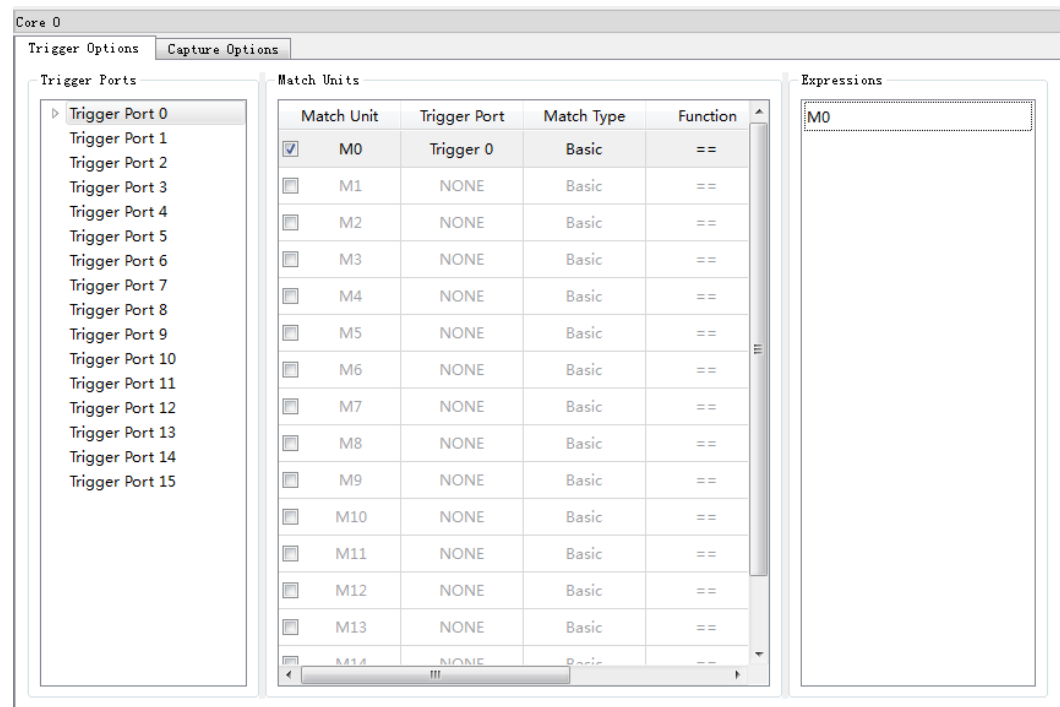 Core 0
Trigger Options Capture Options
Trigger Ports Match Units Expressions
Trigger Port 0
Trigger Port 1
Trigger Port 2
Trigger Port 3
Trigger Port 4
Trigger Port 5
Trigger Port 6
Trigger Port 7
Trigger Port 8
Trigger Port 9
Trigger Port 10
Trigger Port 11
Trigger Port 12
Trigger Port 13
Trigger Port 14
Trigger Port 15
Match Unit Trigger Port Match Type Function
M0 Trigger 0 Basic ==
M1 NONE Basic ==
M2 NONE Basic ==
M3 NONE Basic ==
M4 NONE Basic ==
M5 NONE Basic ==
M6 NONE Basic ==
M7 NONE Basic ==
M8 NONE Basic ==
M9 NONE Basic ==
M10 NONE Basic ==
M11 NONE Basic ==
M12 NONE Basic ==
M13 NONE Basic ==
M14 NONE Basic ==
M0